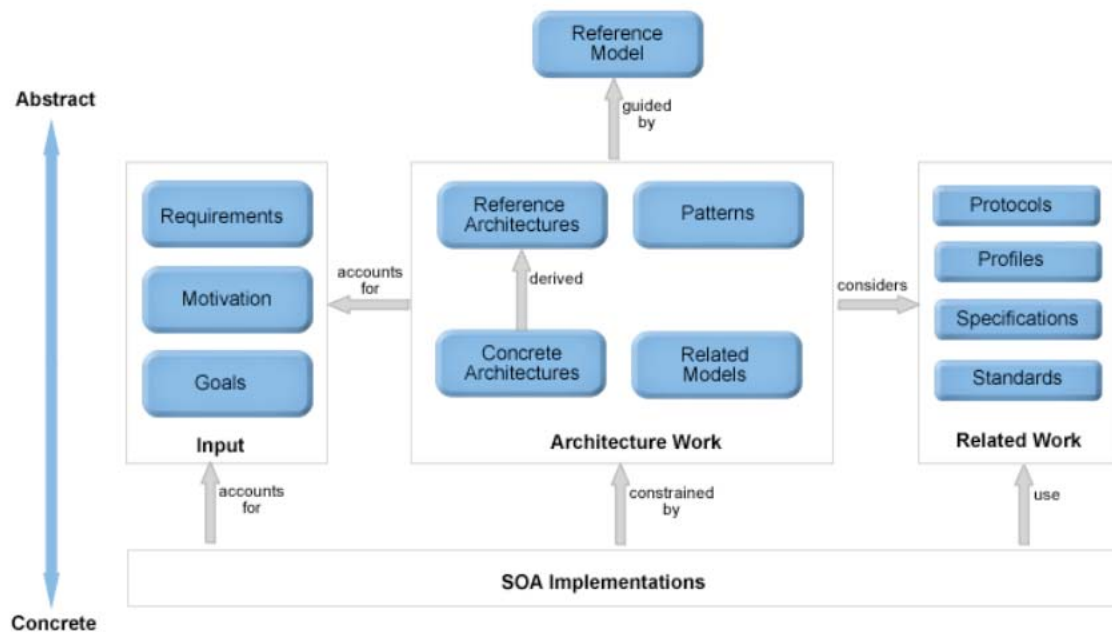 Reference
Model
Abstract
guided
by
Requirements
Motivation
Goals
Input
accounts
for
Reference
Architectures
Patterns
derived
Concrete
Architectures
Related
Models
Architecture Work
considers
Protocols
Profiles
Specifications
Standards
Related Work
accounts
for
constrained
by
use
SOA Implementations
Concrete